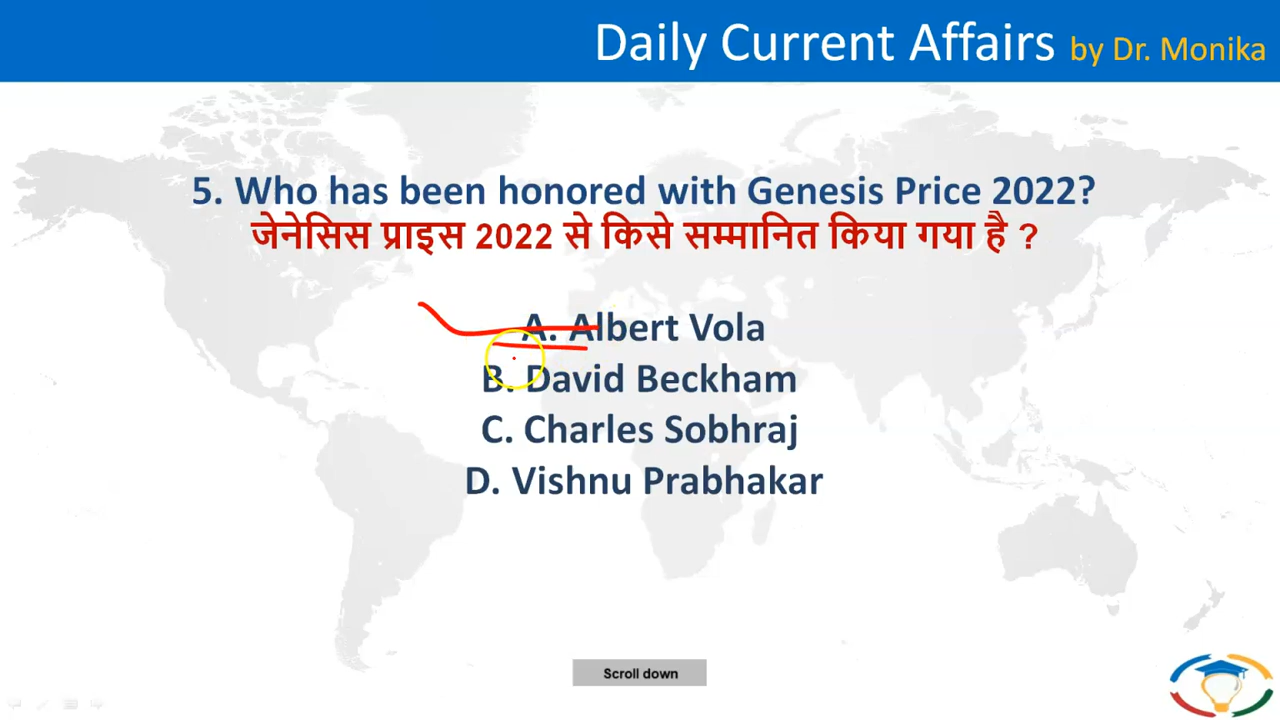 Daily Current Affairs by Dr. Monika
5. Who has been honored with Genesis Price 2022?
जेनेसिस प्राइस 2022 से किसे सम्मानित किया गया है ?
A. Albert Vola
B. David Beckham
C. Charles Sobhraj
D. Vishnu Prabhakar
Scroll down